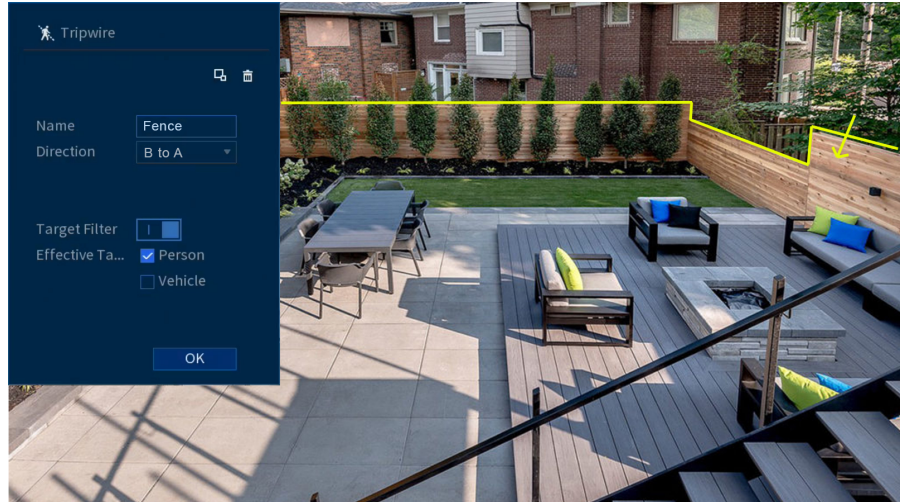 Tripwire
Name Fence
Direction B to A
Target Filter
Effective Ta... Person
Vehicle
OK